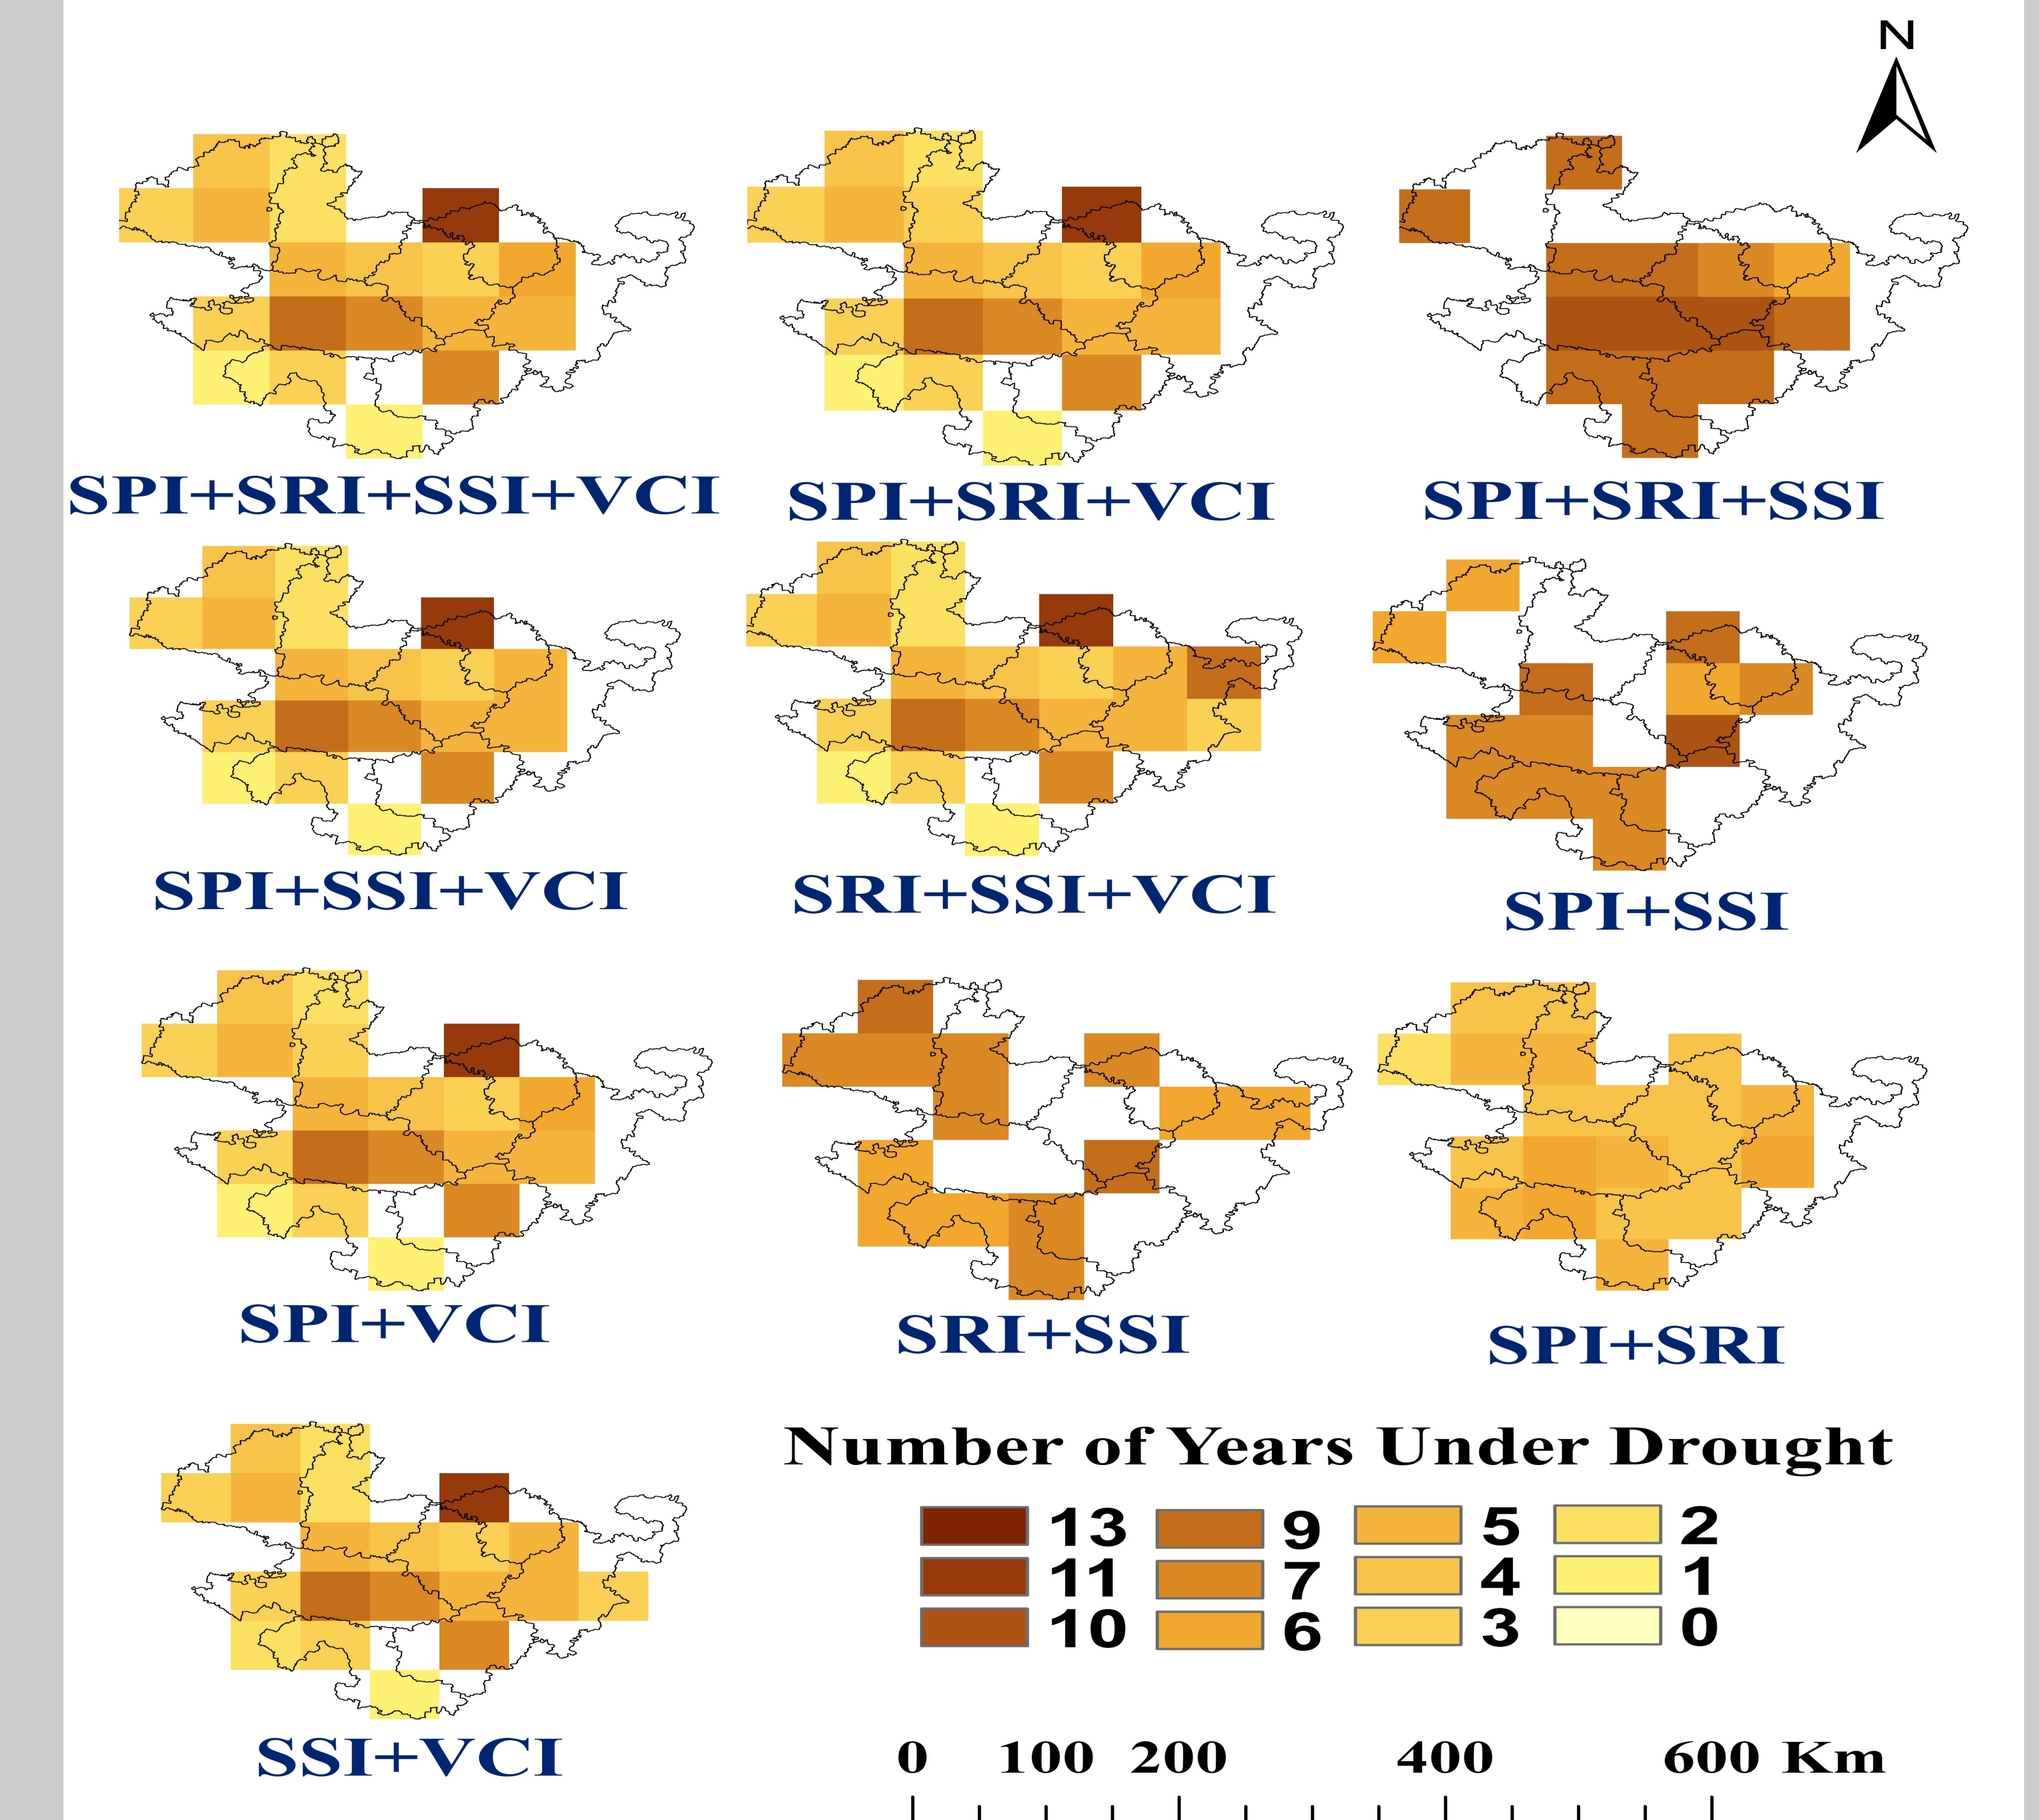 N
SPI+SRI+SSI+VCI
SPI+SRI+VCI
SPI+SRI+SSI
SPI+SSI+VCI
SRI+SSI+VCI
SPI+SSI
SPI+VCI
SRI+SSI
SPI+SRI
SSI+VCI
Number of Years Under Drought
13 9 5 2
11 7 4 1
10 6 3 0
0 100 200 400 600 Km